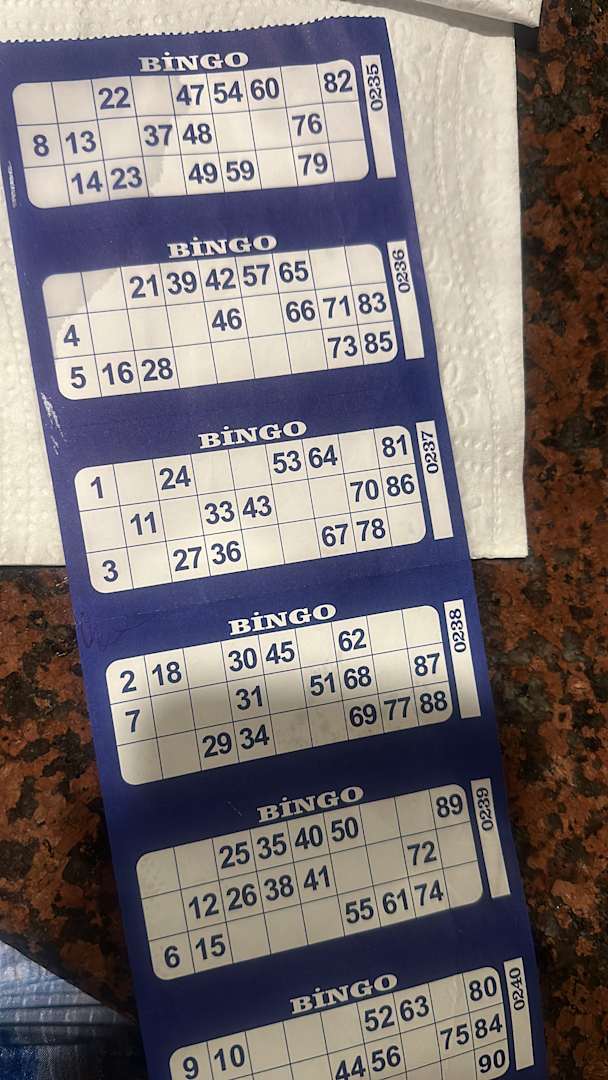 BİNGO
22 47 54 60 82
8 13 37 48 76
14 23 49 59 79
0235
BİNGO
21 39 42 57 65
4 46 66 71 83
5 16 28 73 85
0236
BİNGO
1 24 53 64 81
11 33 43 70 86
3 27 36 67 78
0237
BİNGO
2 18 30 45 62
7 31 51 68 87
29 34 69 77 88
0238
BİNGO
25 35 40 50 89
12 26 38 41 72
6 15 55 61 74
0239
BİNGO
9 10 52 63 80
44 56 75 84
90
0240